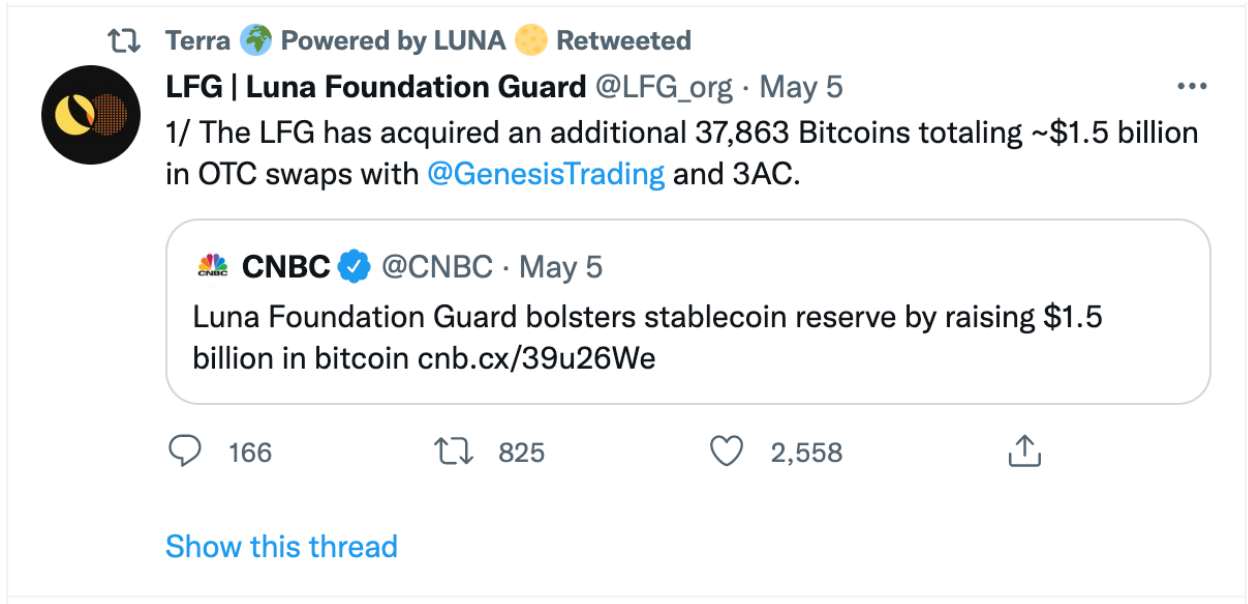 Terra 🌍 Powered by LUNA 🌕 Retweeted
LFG | Luna Foundation Guard @LFG_org · May 5
1/ The LFG has acquired an additional 37,863 Bitcoins totaling ~$1.5 billion
in OTC swaps with @GenesisTrading and 3AC.
CNBC
CNBC @CNBC · May 5
Luna Foundation Guard bolsters stablecoin reserve by raising $1.5
billion in bitcoin cnb.cx/39u26We
166 825 2,558
Show this thread